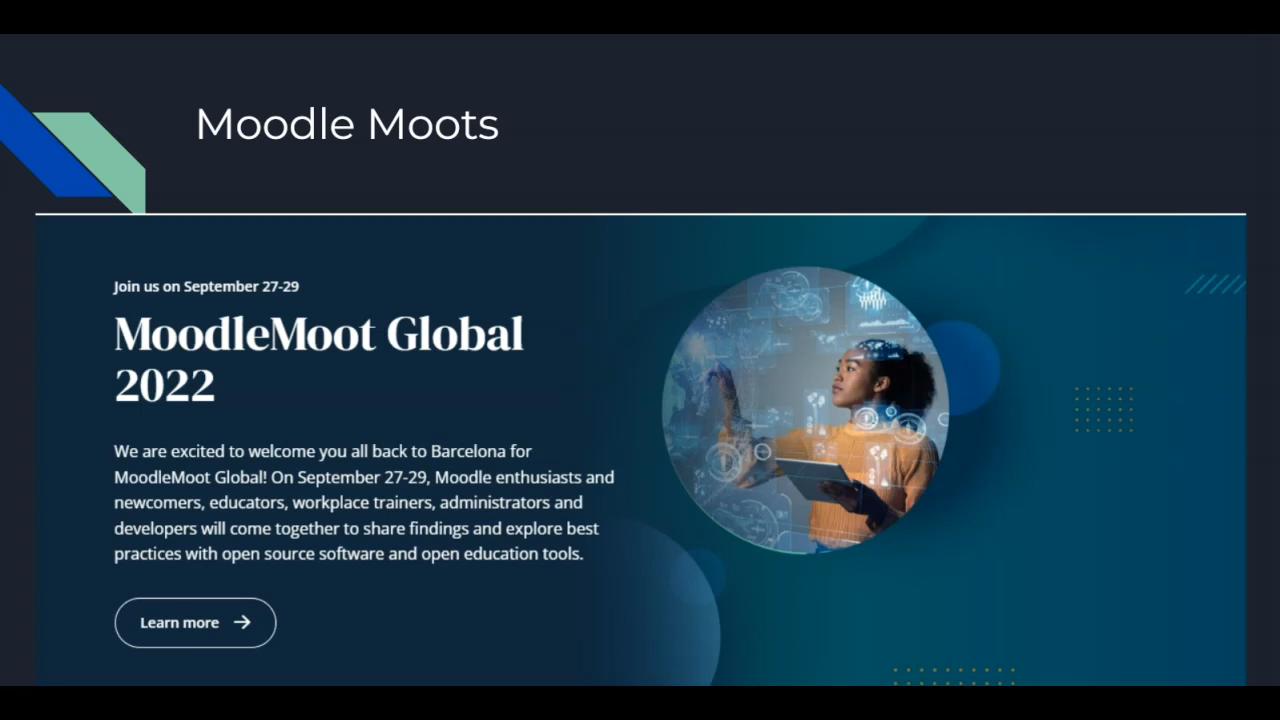 Moodle Moots
Join us on September 27-29
MoodleMoot Global
2022
We are excited to welcome you all back to Barcelona for
MoodleMoot Global! On September 27-29, Moodle enthusiasts and
newcomers, educators, workplace trainers, administrators and
developers will come together to share findings and explore best
practices with open source software and open education tools.
Learn more